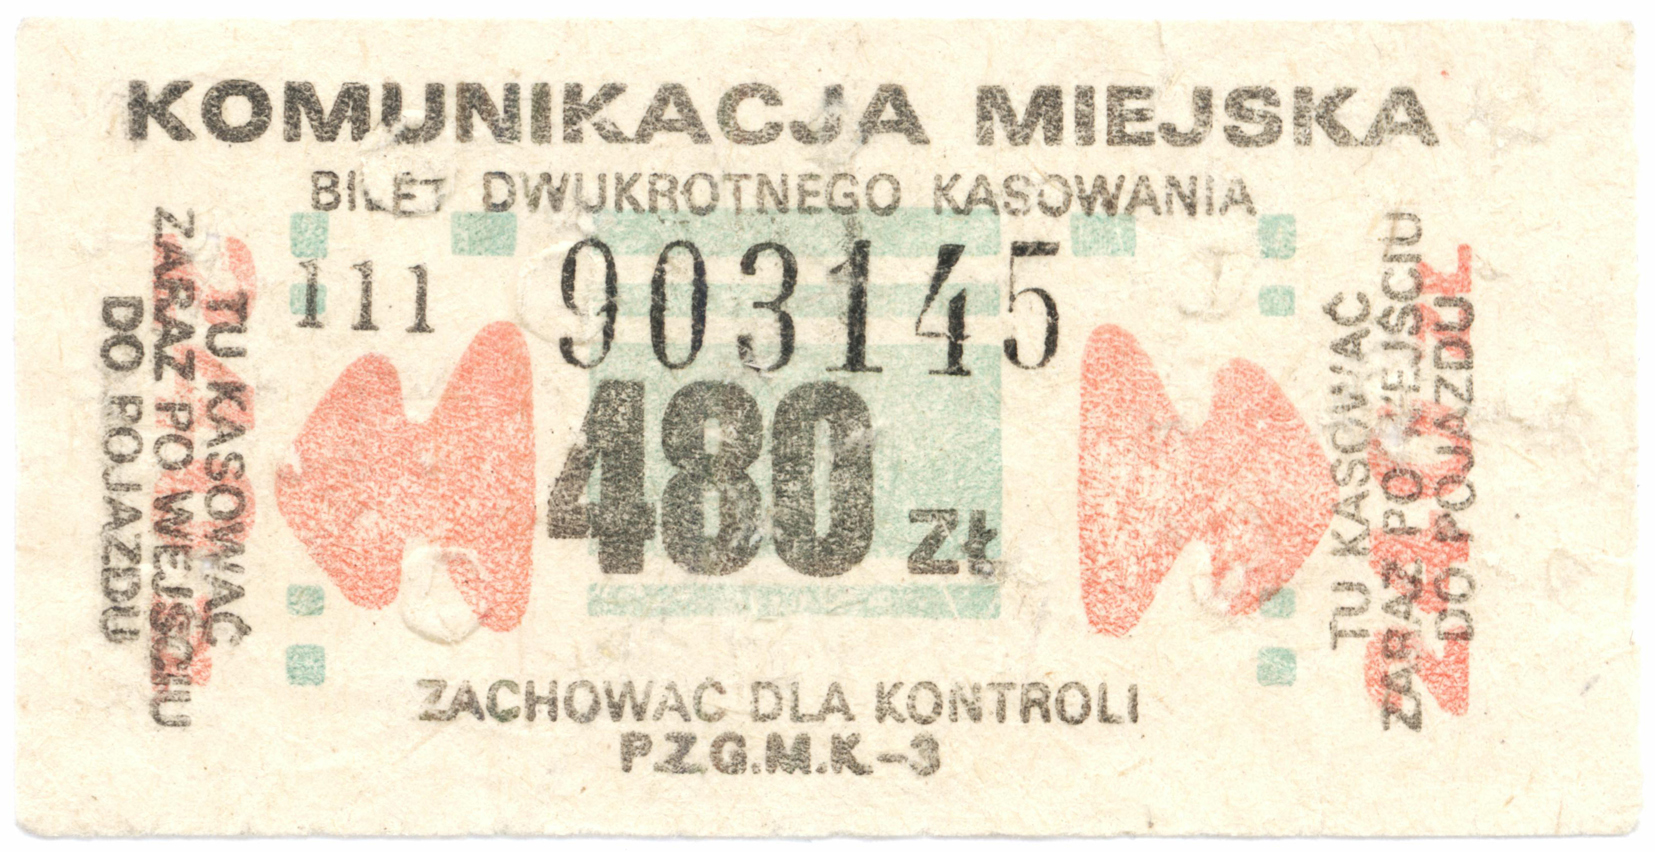 KOMUNIKACJA MIEJSKA
BILET DWUKROTNEGO KASOWANIA
111 903145
480 ZŁ
TU KASOWAĆ
ZARAZ PO WEJŚCIU
DO POJAZDU
TU KASOWAĆ
ZARAZ PO WEJŚCIU
DO POJAZDU
ZACHOWAĆ DLA KONTROLI
P.Z.G.M.K.-3